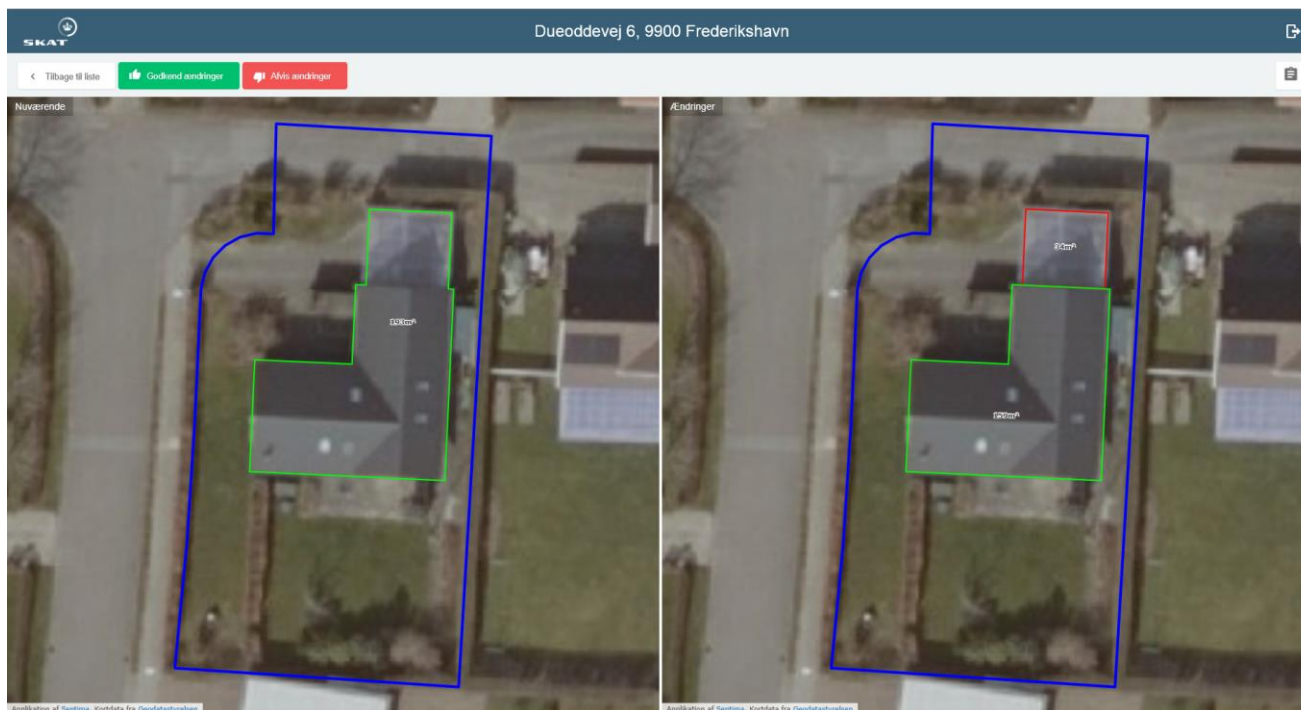 SKAT
Dueoddevej 6, 9900 Frederikshavn
Tilbage til liste
Godkend ændringer
Afvis ændringer
Nuværende
Ændringer
193m²
34m²
159m²
Applikation af Septima, Kortdata fra Geodatastyrelsen
Applikation af Septima, Kortdata fra Geodatastyrelsen